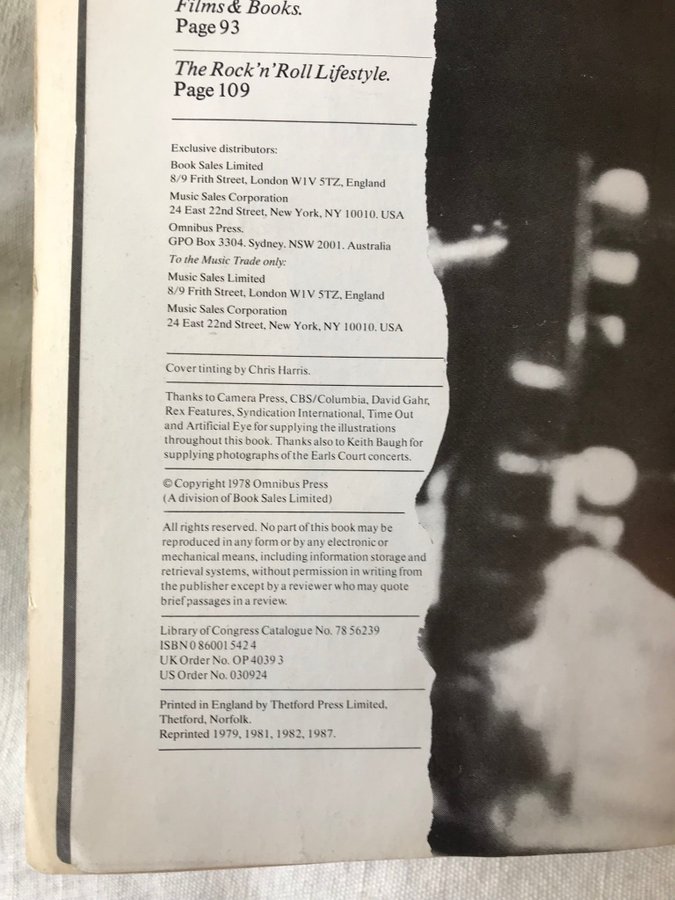 Films & Books.
Page 93
The Rock'n'Roll Lifestyle.
Page 109
Exclusive distributors:
Book Sales Limited
8/9 Frith Street, London W1V 5TZ, England
Music Sales Corporation
24 East 22nd Street, New York, NY 10010. USA
Omnibus Press.
GPO Box 3304. Sydney. NSW 2001. Australia
To the Music Trade only:
Music Sales Limited
8/9 Frith Street, London W1V 5TZ, England
Music Sales Corporation
24 East 22nd Street, New York, NY 10010. USA
Cover tinting by Chris Harris.
Thanks to Camera Press, CBS/Columbia, David Gahr,
Rex Features, Syndication International, Time Out
and Artificial Eye for supplying the illustrations
throughout this book. Thanks also to Keith Baugh for
supplying photographs of the Earls Court concerts.
© Copyright 1978 Omnibus Press
(A division of Book Sales Limited)
All rights reserved. No part of this book may be
reproduced in any form or by any electronic or
mechanical means, including information storage and
retrieval systems, without permission in writing from
the publisher except by a reviewer who may quote
brief passages in a review.
Library of Congress Catalogue No. 78 56239
ISBN 0 86001 542 4
UK Order No. OP 4039 3
US Order No. 030924
Printed in England by Thetford Press Limited,
Thetford, Norfolk.
Reprinted 1979, 1981, 1982, 1987.